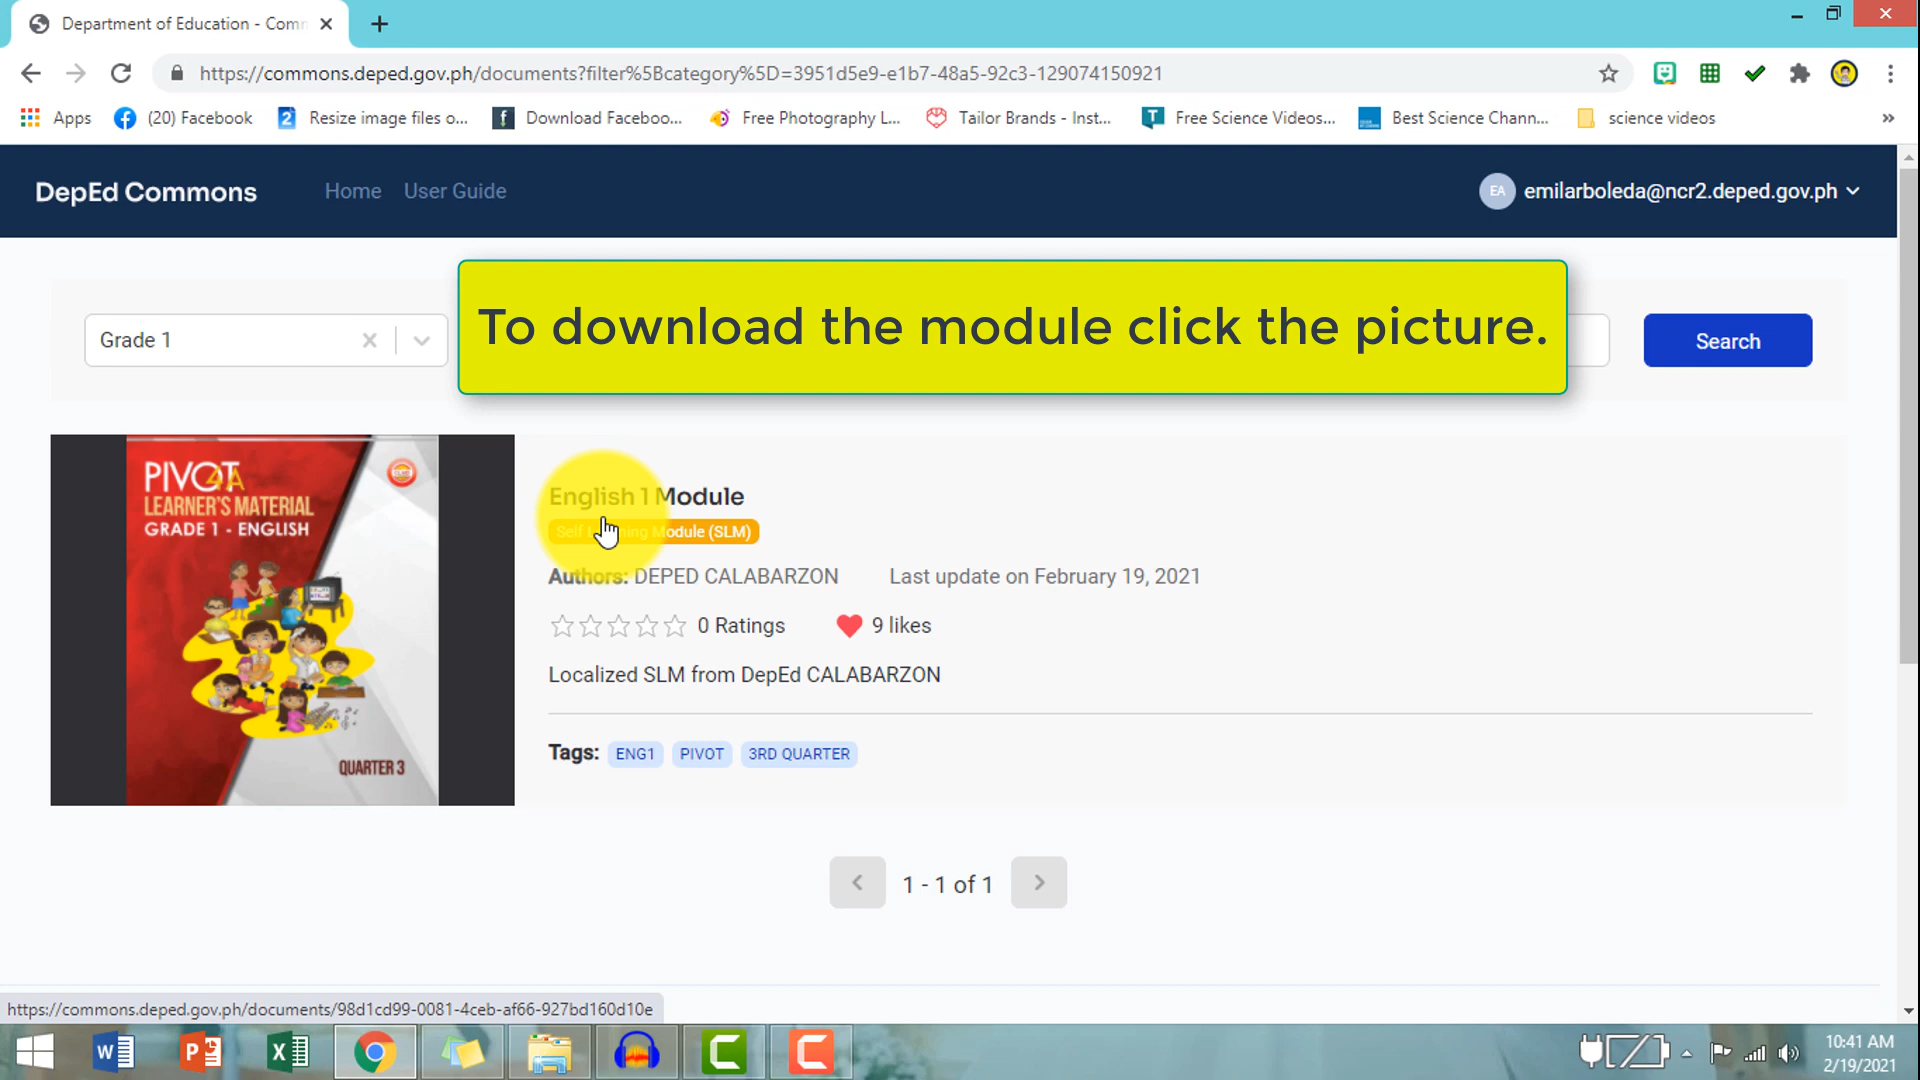 Department of Education - Comm
https://commons.deped.gov.ph/documents?filter%5Bcategory%5D=3951d5e9-e1b7-48a5-92c3-129074150921
Apps
(20) Facebook
Resize image files o...
Download Faceboo...
Free Photography L...
Tailor Brands - Inst...
Free Science Videos...
Best Science Chann...
science videos
»
DepEd Commons
Home
User Guide
EA
emilarboleda@ncr2.deped.gov.ph
To download the module click the picture.
Grade 1
Search
PIVOT
4A
LEARNER'S MATERIAL
GRADE 1 - ENGLISH
QUARTER 3
English 1 Module
Self Learning Module (SLM)
Authors: DEPED CALABARZON
Last update on February 19, 2021
0 Ratings
9 likes
Localized SLM from DepEd CALABARZON
Tags: ENG1 PIVOT 3RD QUARTER
1 - 1 of 1
https://commons.deped.gov.ph/documents/98d1cd99-0081-4ceb-af66-927bd160d10e
10:41 AM
2/19/2021